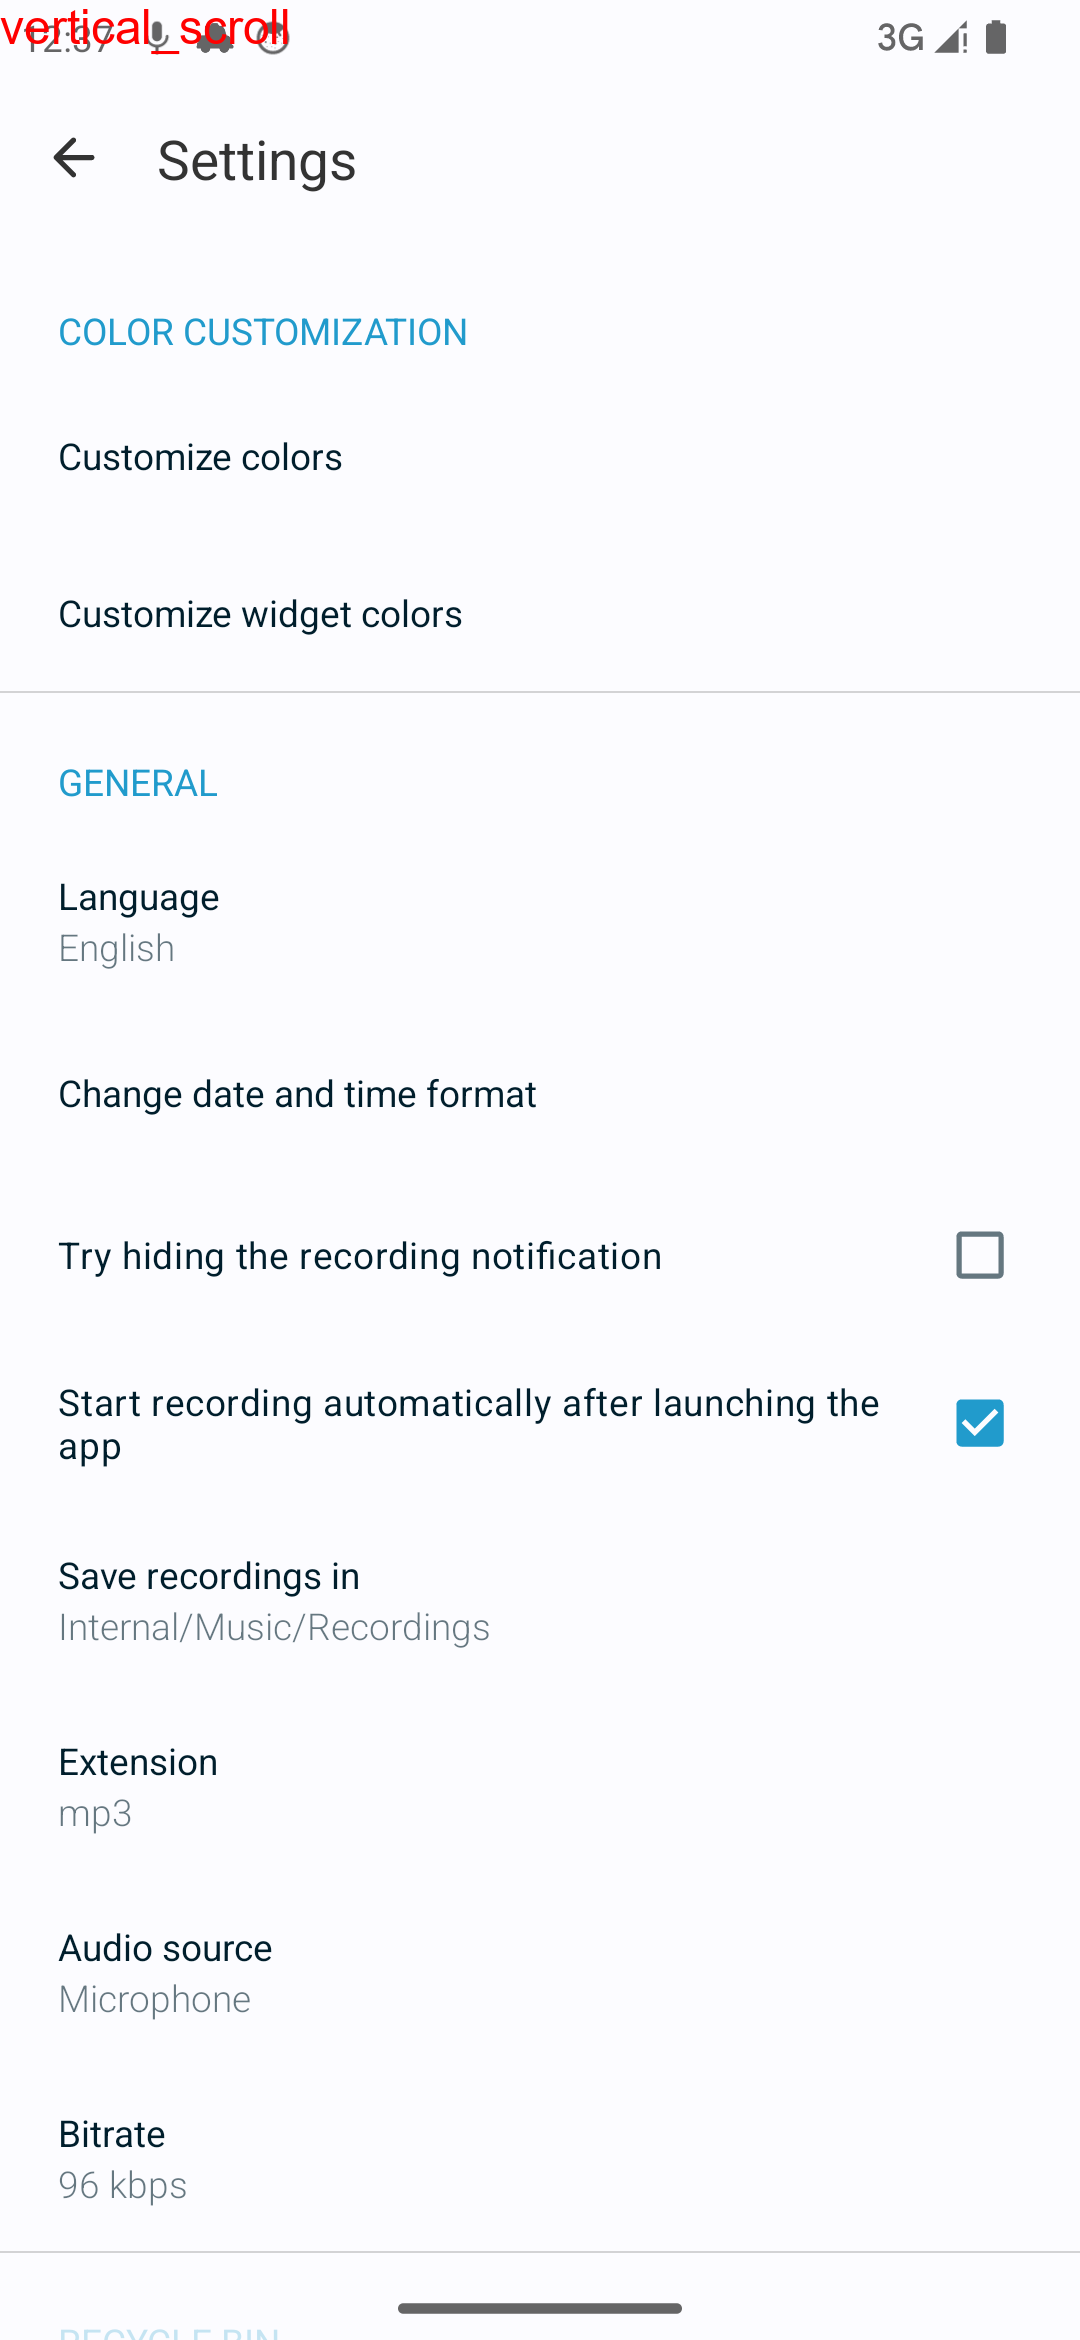 vertical_scroll
12:37
3G
Settings
COLOR CUSTOMIZATION
Customize colors
Customize widget colors
GENERAL
Language
English
Change date and time format
Try hiding the recording notification
Start recording automatically after launching the
app
Save recordings in
Internal/Music/Recordings
Extension
mp3
Audio source
Microphone
Bitrate
96 kbps
RECYCLE BIN